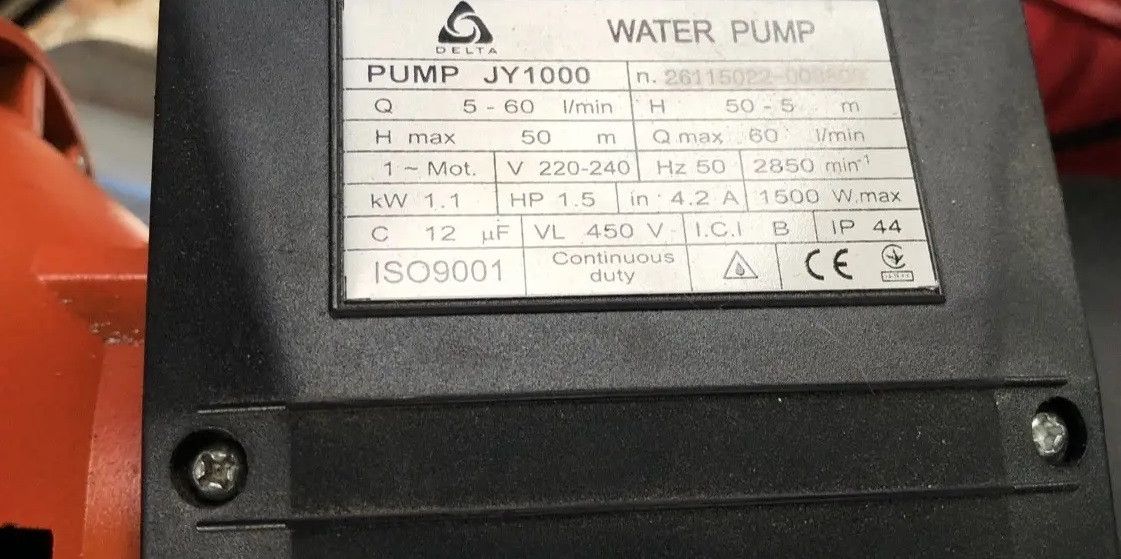 DELTA
WATER PUMP
PUMP JY1000 n. 26115022
Q 5 - 60 l/min H 50 - 5 m
H max 50 m Q max 60 l/min
1 ~ Mot. V 220-240 Hz 50 2850 min-1
kW 1.1 HP 1.5 in 4.2 A 1500 W.max
C 12 µF VL 450 V I.C.I B IP 44
ISO9001 Continuous duty CE